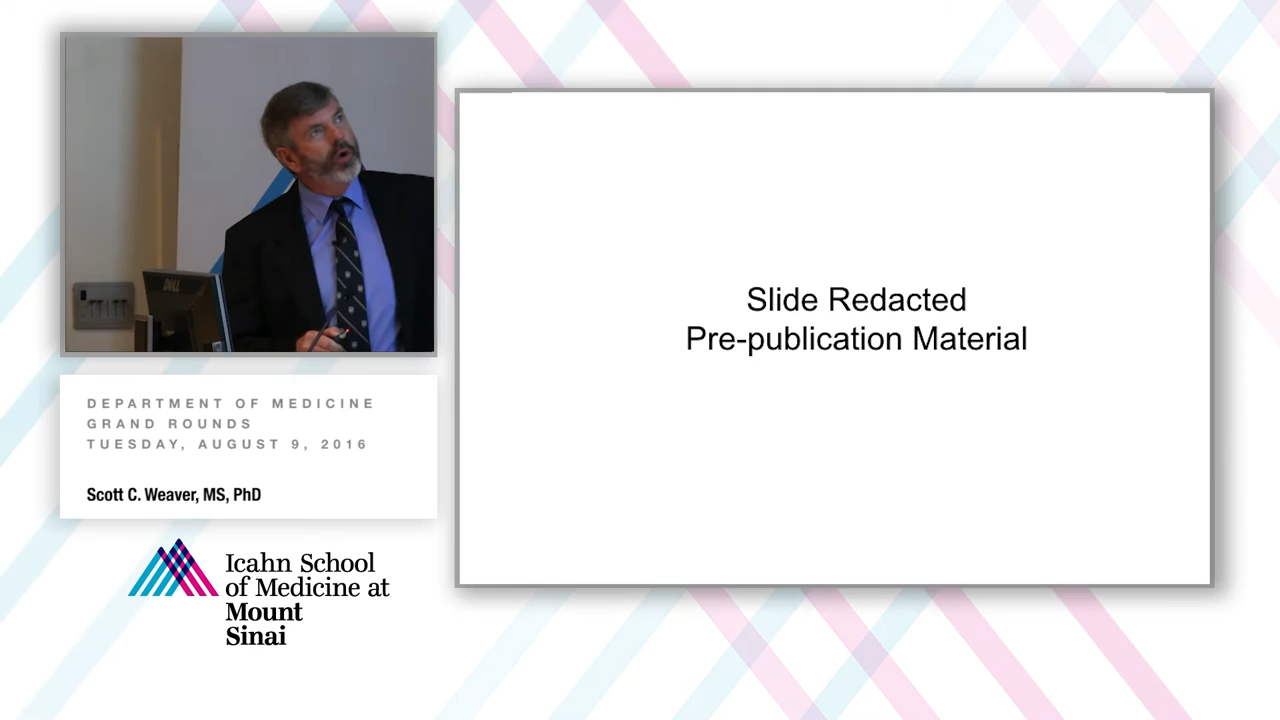 DELL
DEPARTMENT OF MEDICINE
GRAND ROUNDS
TUESDAY, AUGUST 9, 2016
Scott C. Weaver, MS, PhD
Icahn School
of Medicine at
Mount
Sinai
Slide Redacted
Pre-publication Material